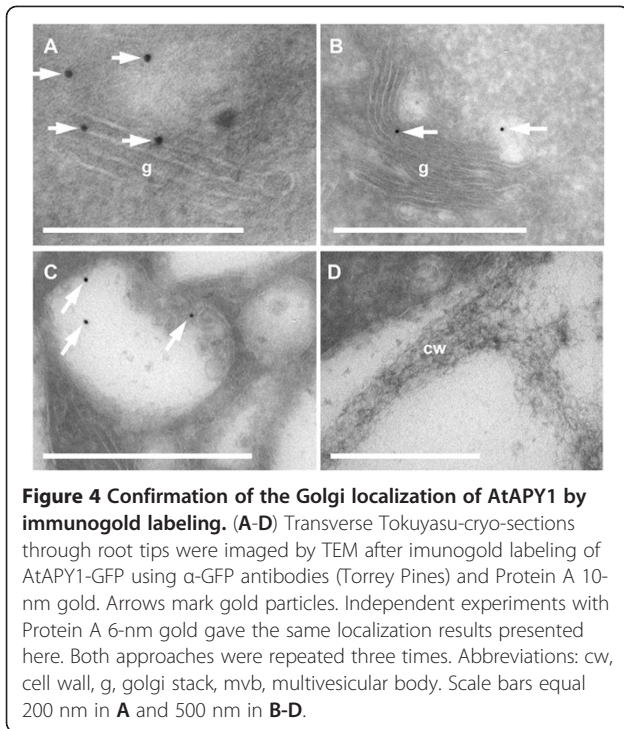 A
B
g
g
C
D
cw
Figure 4 Confirmation of the Golgi localization of AtAPY1 by
immunogold labeling. (A-D) Transverse Tokuyasu-cryo-sections
through root tips were imaged by TEM after imunogold labeling of
AtAPY1-GFP using α-GFP antibodies (Torrey Pines) and Protein A 10-
nm gold. Arrows mark gold particles. Independent experiments with
Protein A 6-nm gold gave the same localization results presented
here. Both approaches were repeated three times. Abbreviations: cw,
cell wall, g, golgi stack, mvb, multivesicular body. Scale bars equal
200 nm in A and 500 nm in B-D.